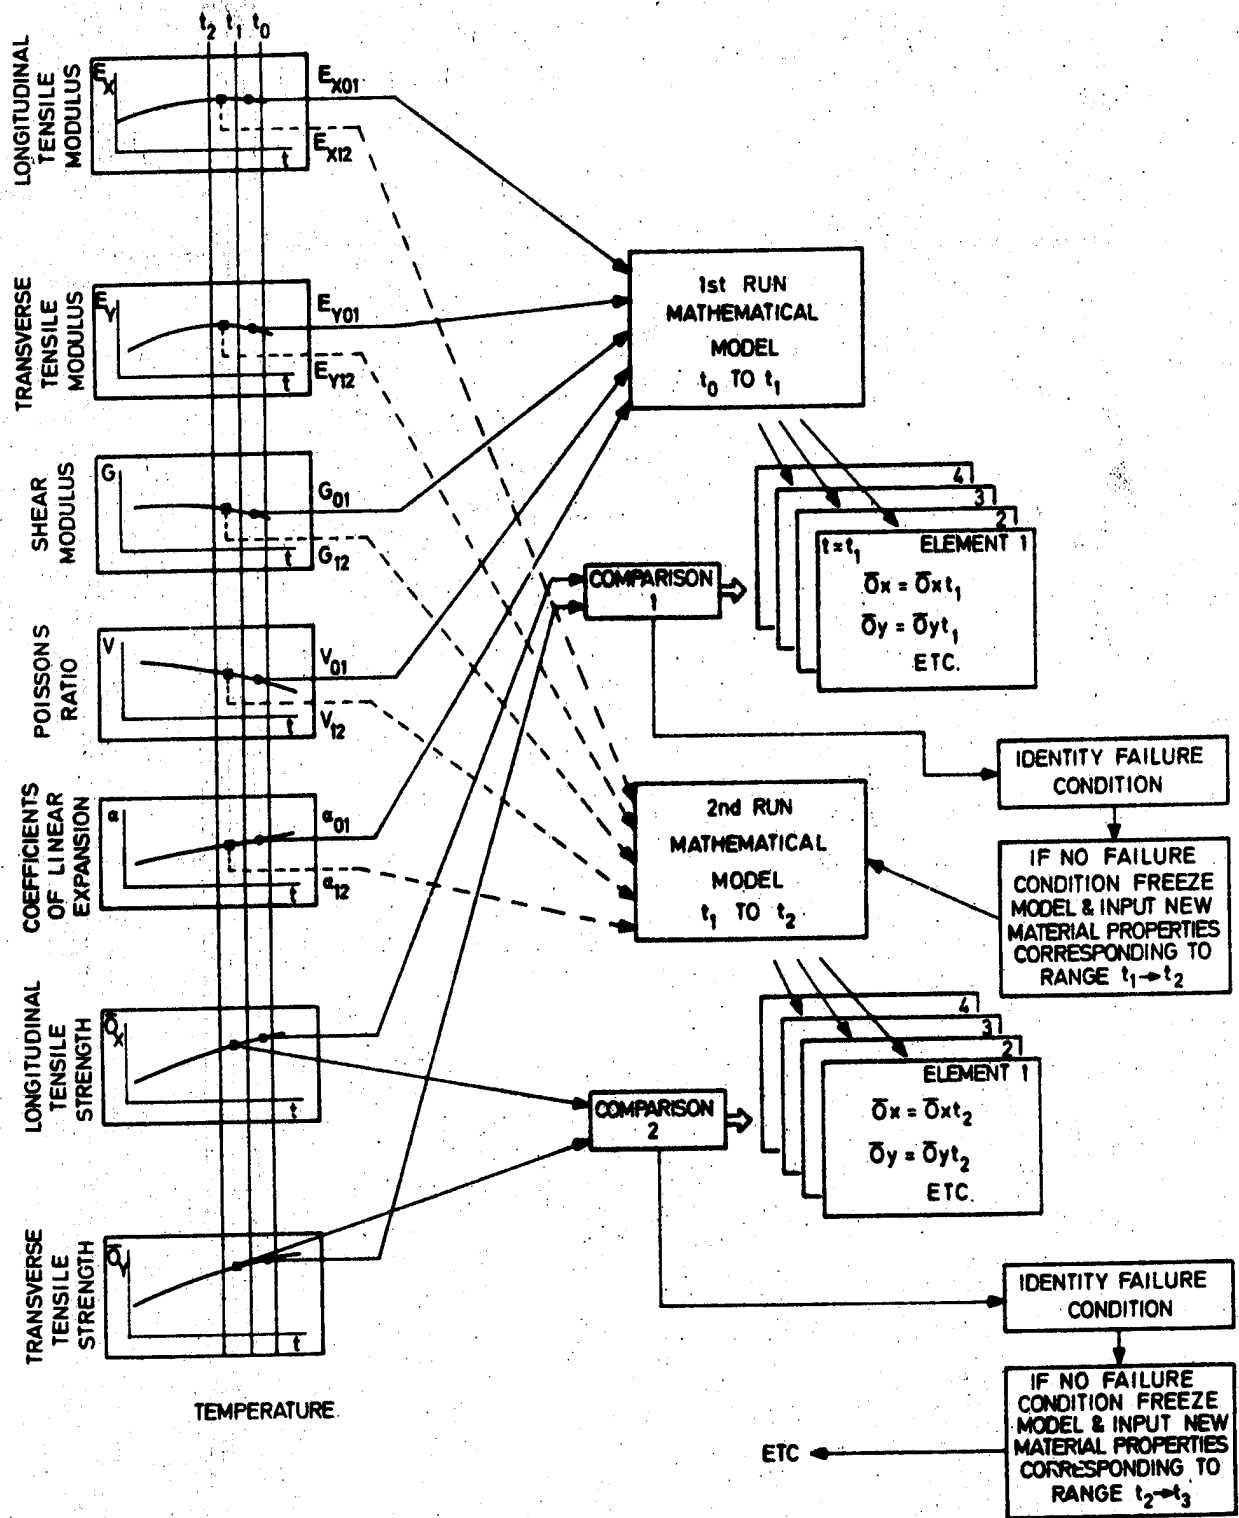 t2 t1 t0
LONGITUDINAL
TENSILE
MODULUS
EX
t
EX01
EX12
TRANSVERSE
TENSILE
MODULUS
EY
t
EY01
EY12
SHEAR
MODULUS
G
t
G01
G12
POISSONS
RATIO
V
t
V01
V12
COEFFICIENTS
OF LINEAR
EXPANSION
α
t
α01
α12
LONGITUDINAL
TENSILE
STRENGTH
σ̄X
t
TRANSVERSE
TENSILE
STRENGTH
σ̄Y
t
TEMPERATURE
1st RUN
MATHEMATICAL
MODEL
t0 TO t1
4
3
2
t = t1 ELEMENT 1
σ̄x = σ̄xt1
σ̄y = σ̄yt1
ETC.
COMPARISON
1
IDENTITY FAILURE
CONDITION
IF NO FAILURE
CONDITION FREEZE
MODEL & INPUT NEW
MATERIAL PROPERTIES
CORRESPONDING TO
RANGE t1→t2
2nd RUN
MATHEMATICAL
MODEL
t1 TO t2
4
3
2
ELEMENT 1
σ̄x = σ̄xt2
σ̄y = σ̄yt2
ETC.
COMPARISON
2
IDENTITY FAILURE
CONDITION
IF NO FAILURE
CONDITION FREEZE
MODEL & INPUT NEW
MATERIAL PROPERTIES
CORRESPONDING TO
RANGE t2→t3
ETC